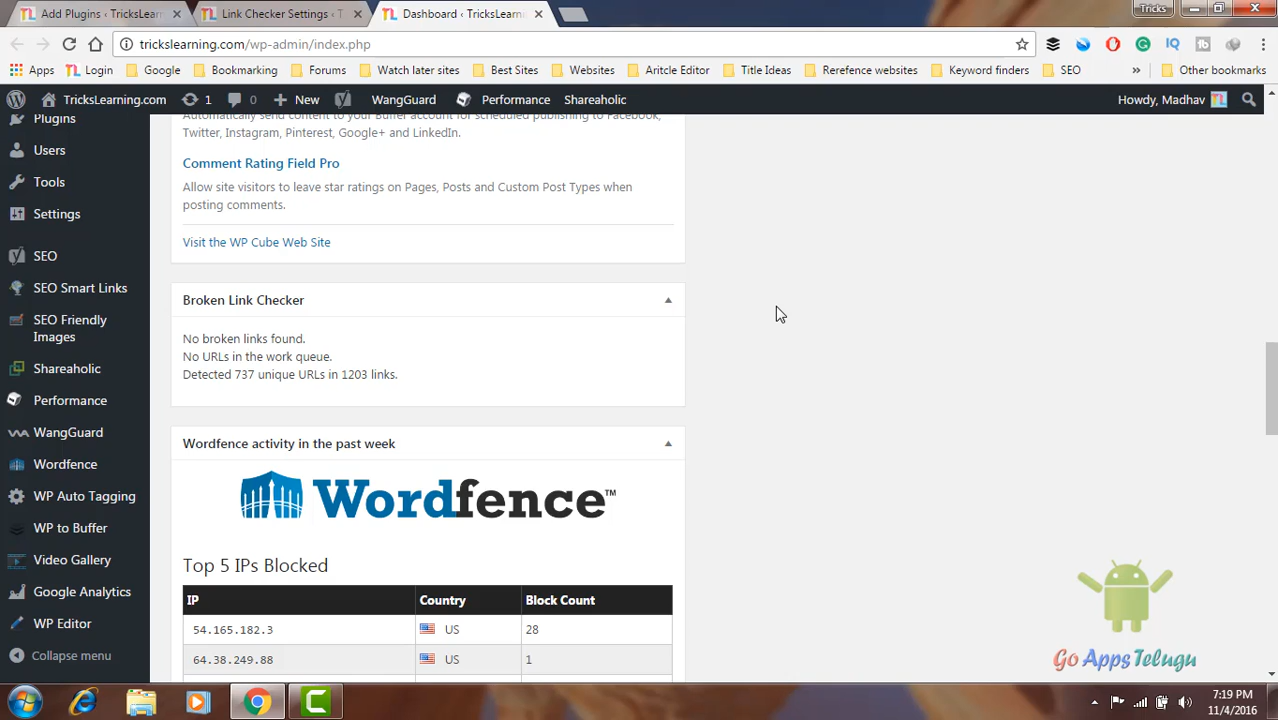 Add Plugins ‹ TricksLearn
Link Checker Settings ‹ T
Dashboard ‹ TricksLearn
Tricks
trickslearning.com/wp-admin/index.php
Apps
Login
Google
Bookmarking
Forums
Watch later sites
Best Sites
Websites
Aritcle Editor
Title Ideas
Rerefence websites
Keyword finders
SEO
»
Other bookmarks
TricksLearning.com
1
0
New
WangGuard
Performance
Shareaholic
Howdy, Madhav
Plugins
Users
Tools
Settings
SEO
SEO Smart Links
SEO Friendly
Images
Shareaholic
Performance
WangGuard
Wordfence
WP Auto Tagging
WP to Buffer
Video Gallery
Google Analytics
WP Editor
Collapse menu
Automatically send content to your Buffer account for scheduled publishing to Facebook,
Twitter, Instagram, Pinterest, Google+ and LinkedIn.
Comment Rating Field Pro
Allow site visitors to leave star ratings on Pages, Posts and Custom Post Types when
posting comments.
Visit the WP Cube Web Site
Broken Link Checker
No broken links found.
No URLs in the work queue.
Detected 737 unique URLs in 1203 links.
Wordfence activity in the past week
Wordfence™
Top 5 IPs Blocked
IP Country Block Count
54.165.182.3 US 28
64.38.249.88 US 1
Go AppsTelugu
7:19 PM
11/4/2016